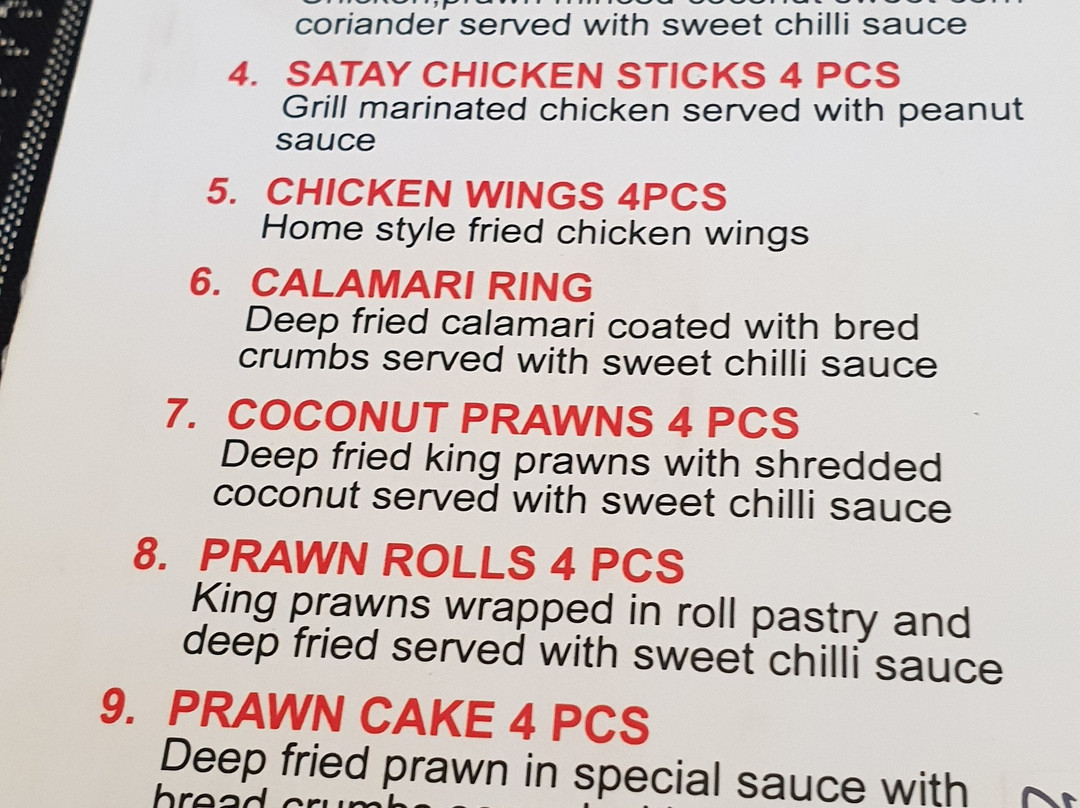 coriander served with sweet chilli sauce
4. SATAY CHICKEN STICKS 4 PCS
Grill marinated chicken served with peanut
sauce
5. CHICKEN WINGS 4PCS
Home style fried chicken wings
6. CALAMARI RING
Deep fried calamari coated with bred
crumbs served with sweet chilli sauce
7. COCONUT PRAWNS 4 PCS
Deep fried king prawns with shredded
coconut served with sweet chilli sauce
8. PRAWN ROLLS 4 PCS
King prawns wrapped in roll pastry and
deep fried served with sweet chilli sauce
9. PRAWN CAKE 4 PCS
Deep fried prawn in special sauce with
bread crumbs